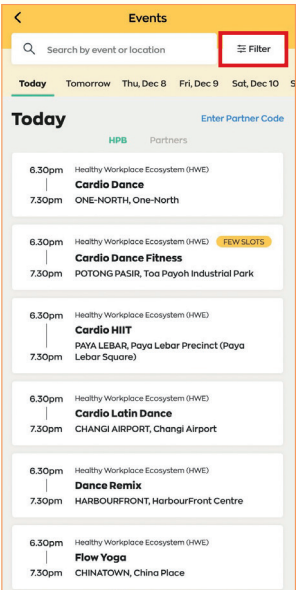 Events
Search by event or location
Filter
Today Tomorrow Thu, Dec 8 Fri, Dec 9 Sat, Dec 10 S
Today
Enter Partner Code
HPB Partners
6.30pm Healthy Workplace Ecosystem (HWE)
Cardio Dance
7.30pm ONE-NORTH, One-North
6.30pm Healthy Workplace Ecosystem (HWE) FEW SLOTS
Cardio Dance Fitness
7.30pm POTONG PASIR, Toa Payoh Industrial Park
6.30pm Healthy Workplace Ecosystem (HWE)
Cardio HIIT
PAYA LEBAR, Paya Lebar Precinct (Paya
7.30pm Lebar Square)
6.30pm Healthy Workplace Ecosystem (HWE)
Cardio Latin Dance
7.30pm CHANGI AIRPORT, Changi Airport
6.30pm Healthy Workplace Ecosystem (HWE)
Dance Remix
7.30pm HARBOURFRONT, HarbourFront Centre
6.30pm Healthy Workplace Ecosystem (HWE)
Flow Yoga
7.30pm CHINATOWN, China Place